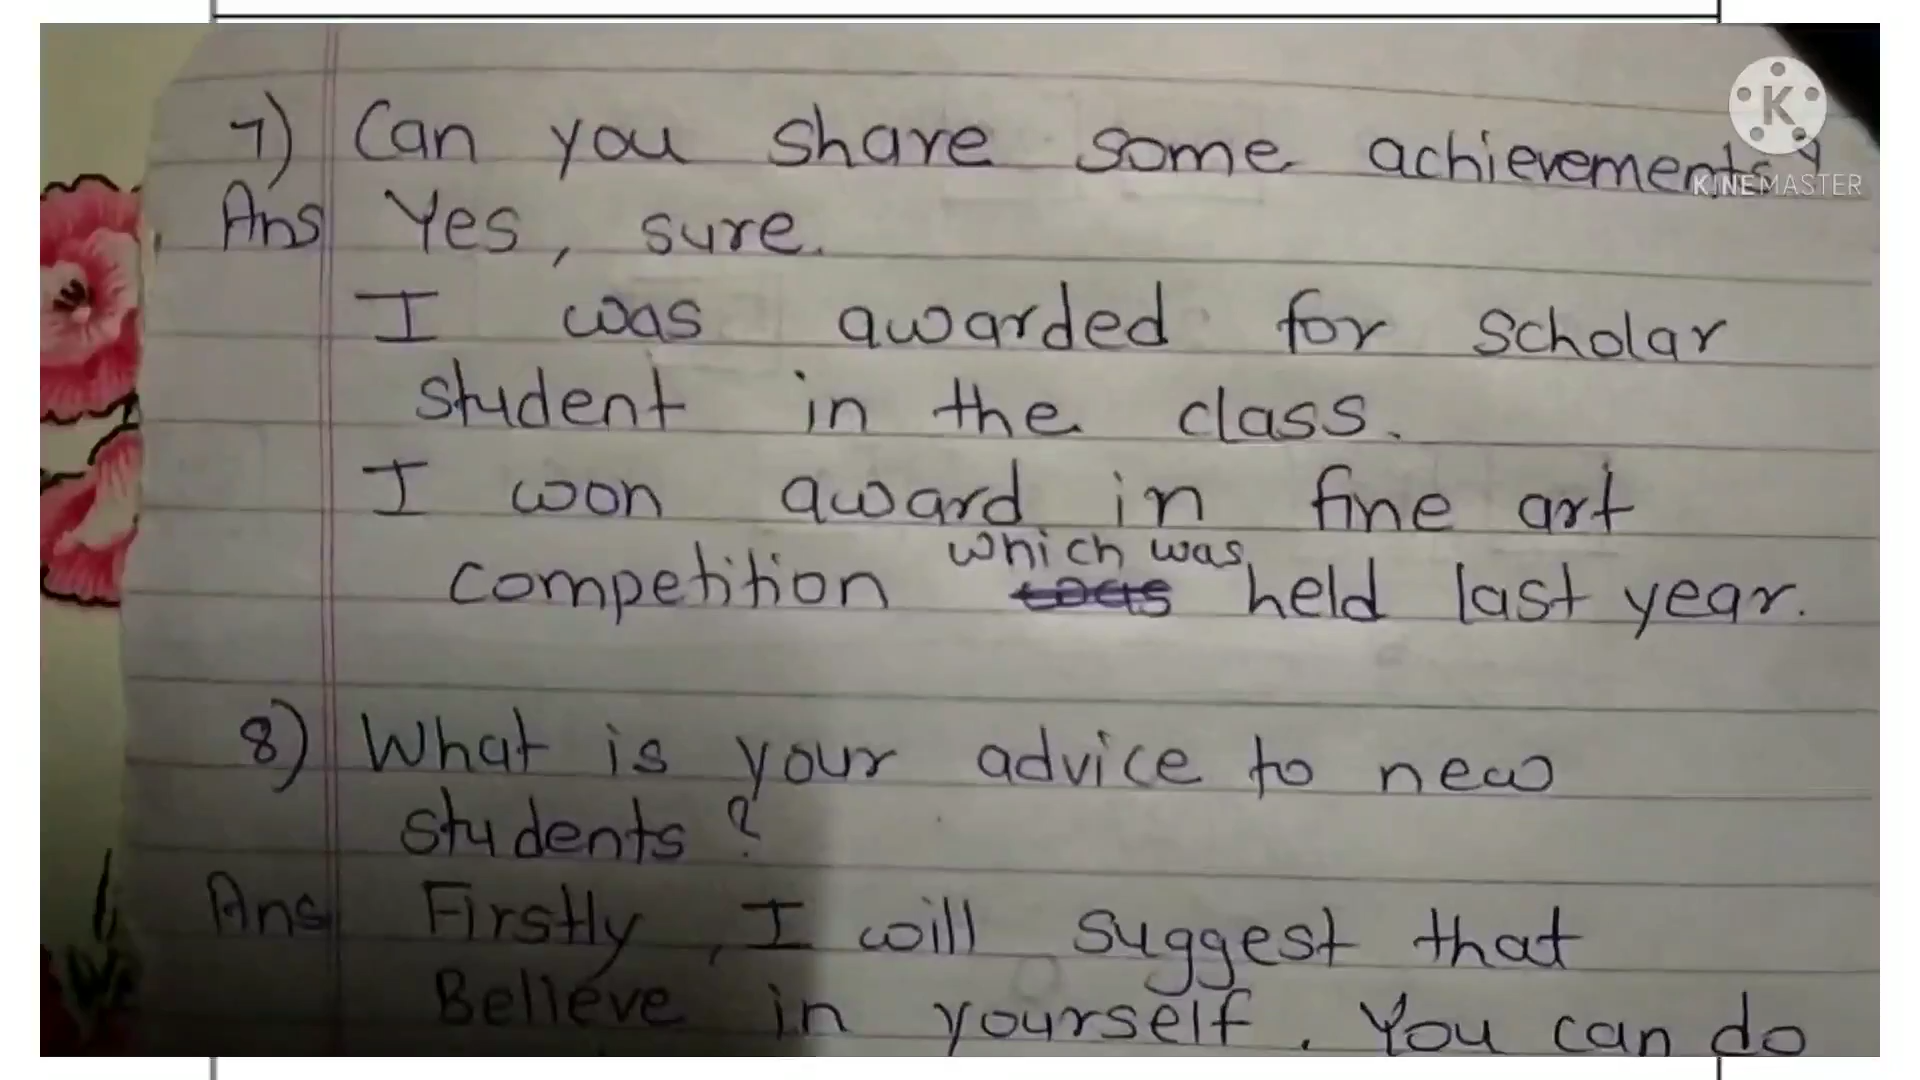 7) Can you share some achievements?
Ans Yes, sure.
I was awarded for scholar
student in the class.
I won award in fine art
which was
competition was held last year.
8) What is your advice to new
students?
Ans Firstly, I will suggest that
Believe in yourself. You can do
K
KINEMASTER